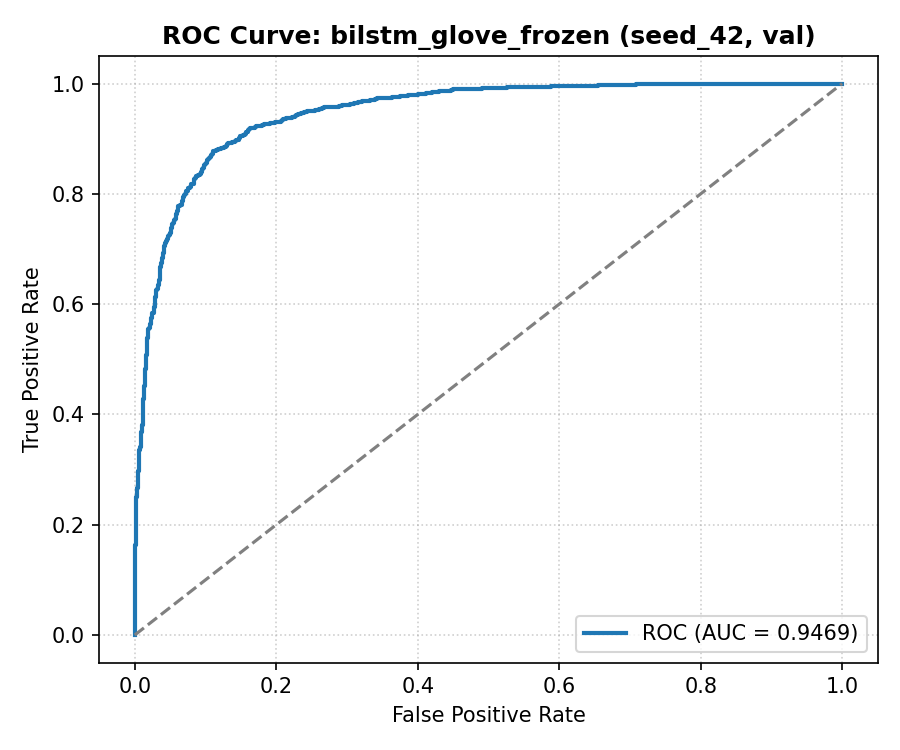 ROC Curve: bilstm_glove_frozen (seed_42, val)
True Positive Rate
1.0
0.8
0.6
0.4
0.2
0.0
ROC (AUC = 0.9469)
0.0 0.2 0.4 0.6 0.8 1.0
False Positive Rate